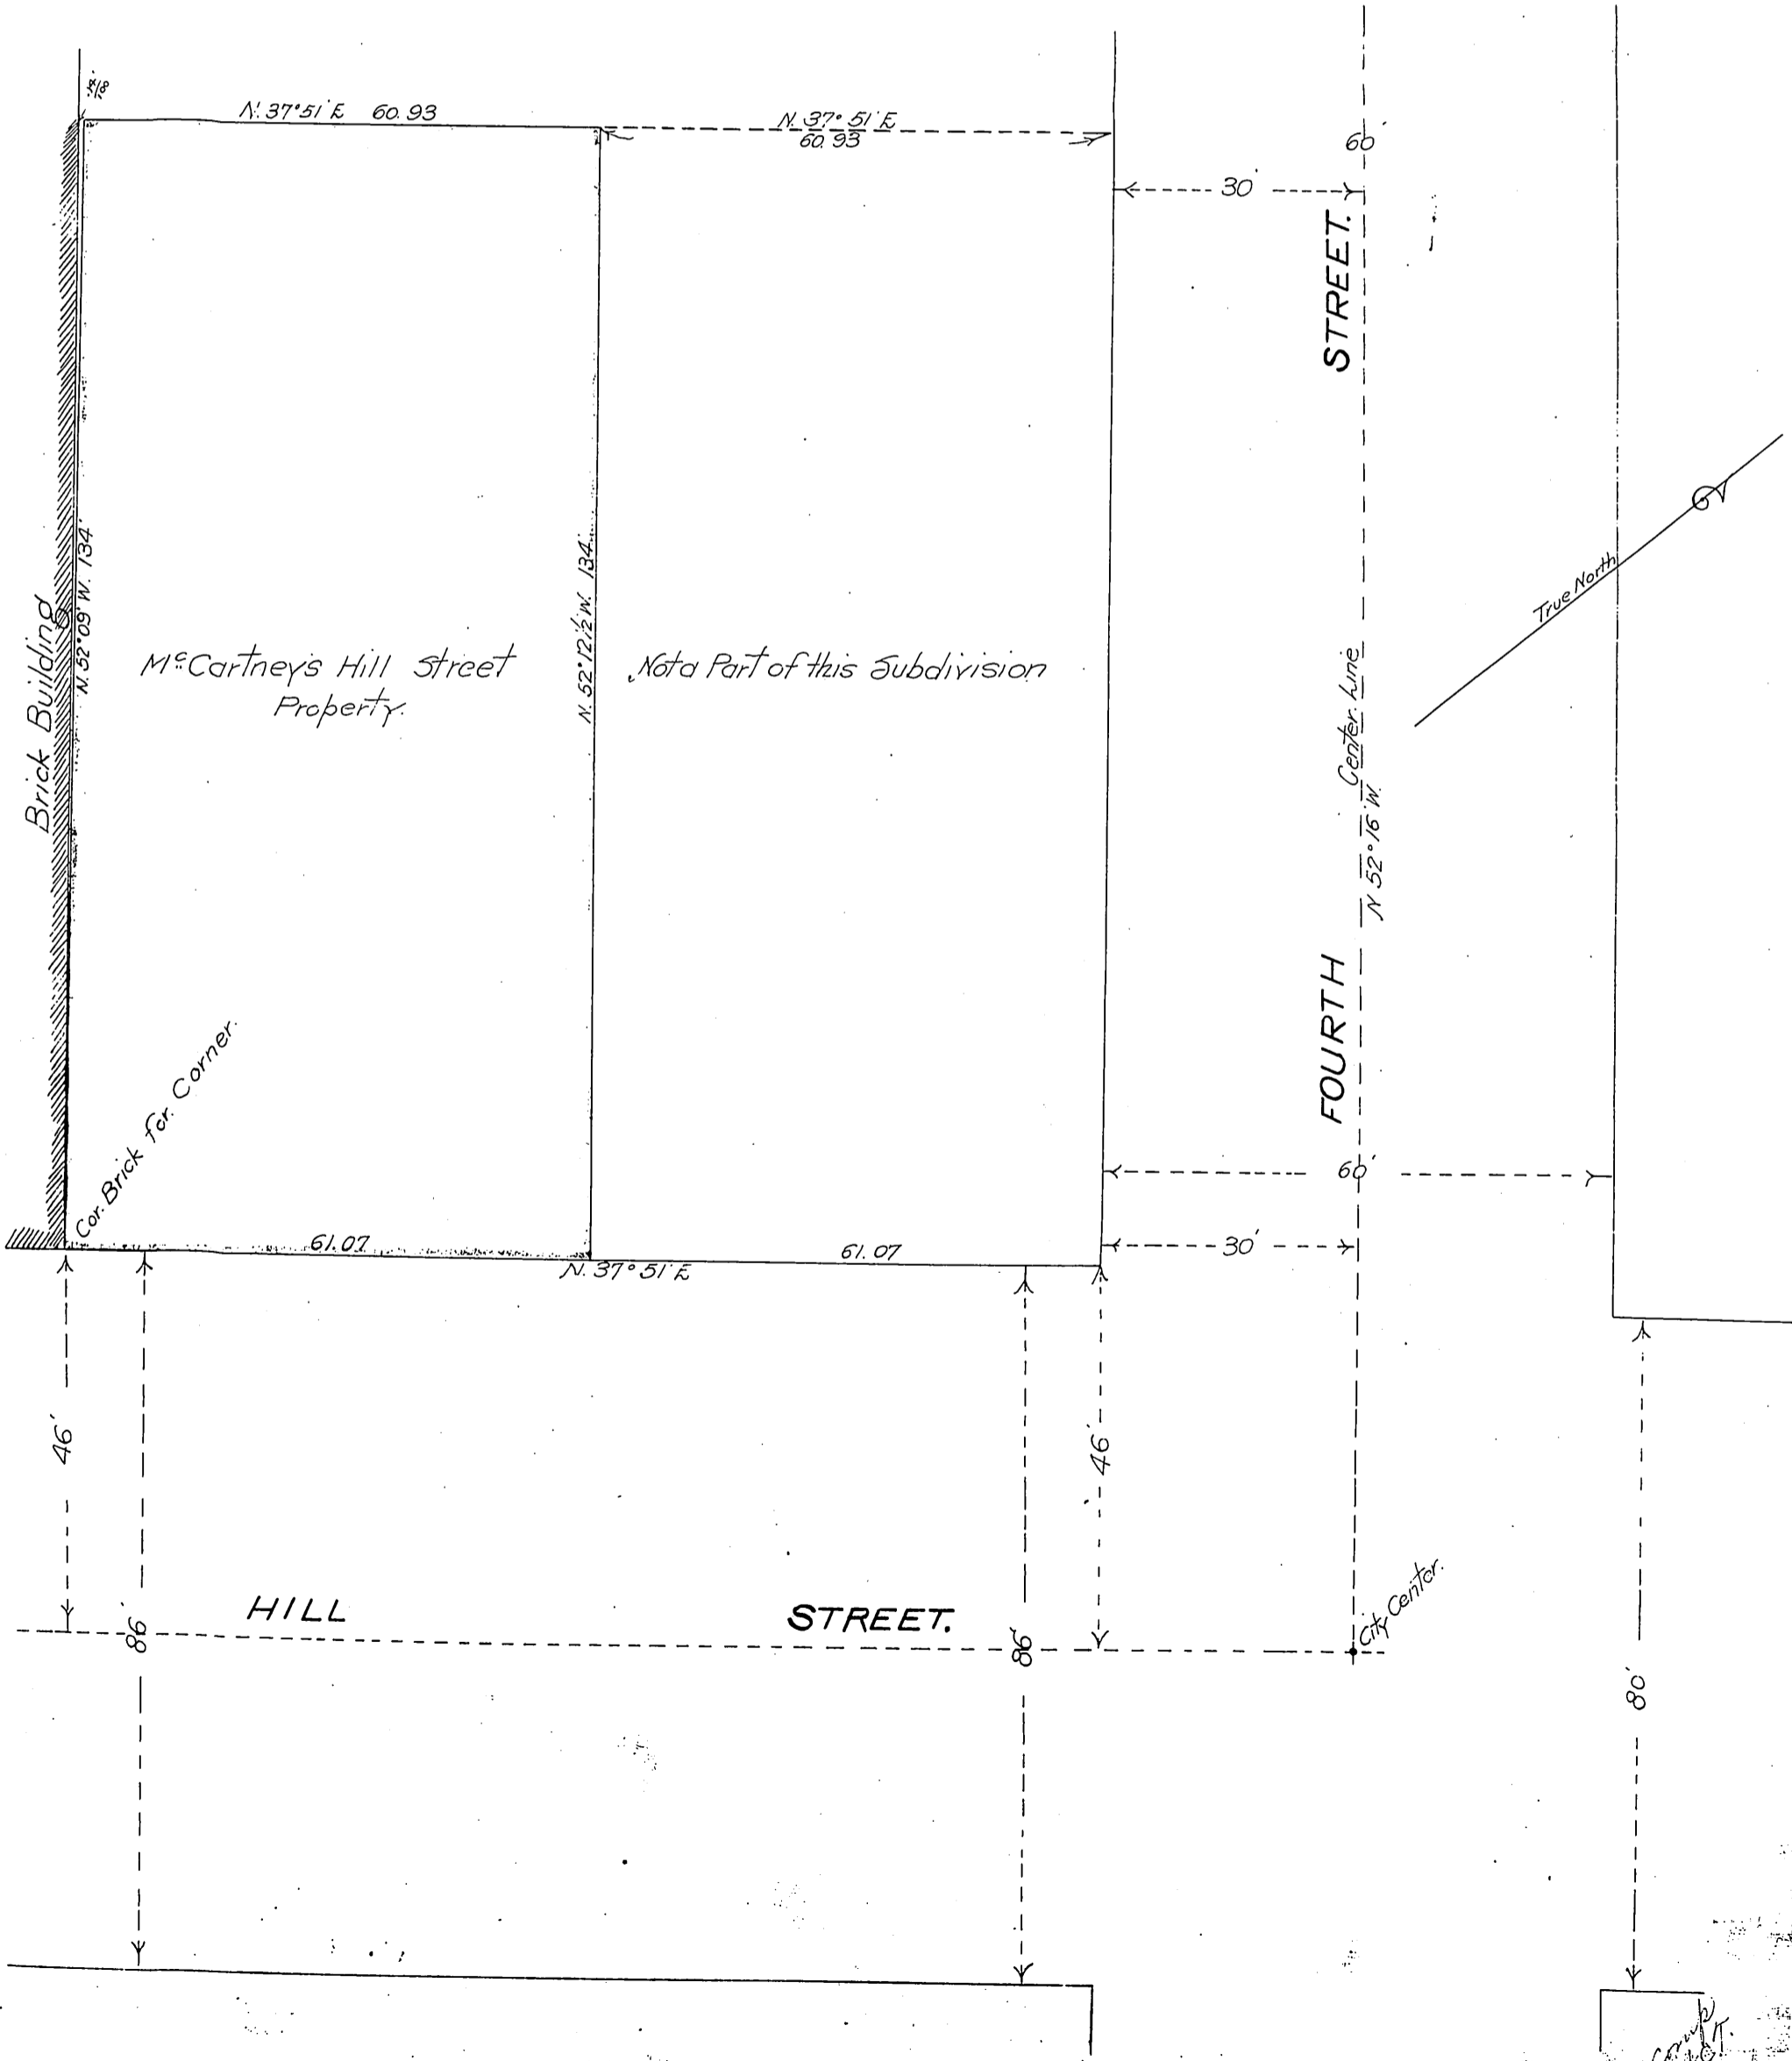 N. 37° 51' E 60.93
N. 37° 51' E
60.93
60'
30'
STREET.
True North
Brick Building
N. 52° 09' W. 134'
McCartney's Hill Street
Property.
N. 52° 12 1/2' W. 134'
Not a Part of this Subdivision
Center Line
N 52° 16' W.
FOURTH
Cor. Brick for Corner.
60'
61.07
61.07
30'
N. 37° 51' E
46'
46'
HILL STREET.
86'
86'
City Center.
80'